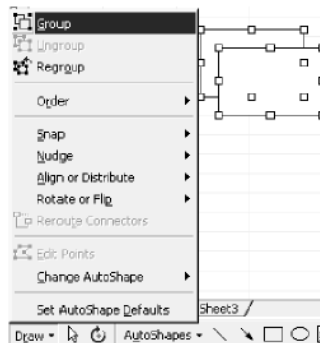 Group
Ungroup
Regroup
Order
Snap
Nudge
Align or Distribute
Rotate or Flip
Reroute Connectors
Edit Points
Change AutoShape
Set AutoShape Defaults
Sheet3
Draw AutoShapes